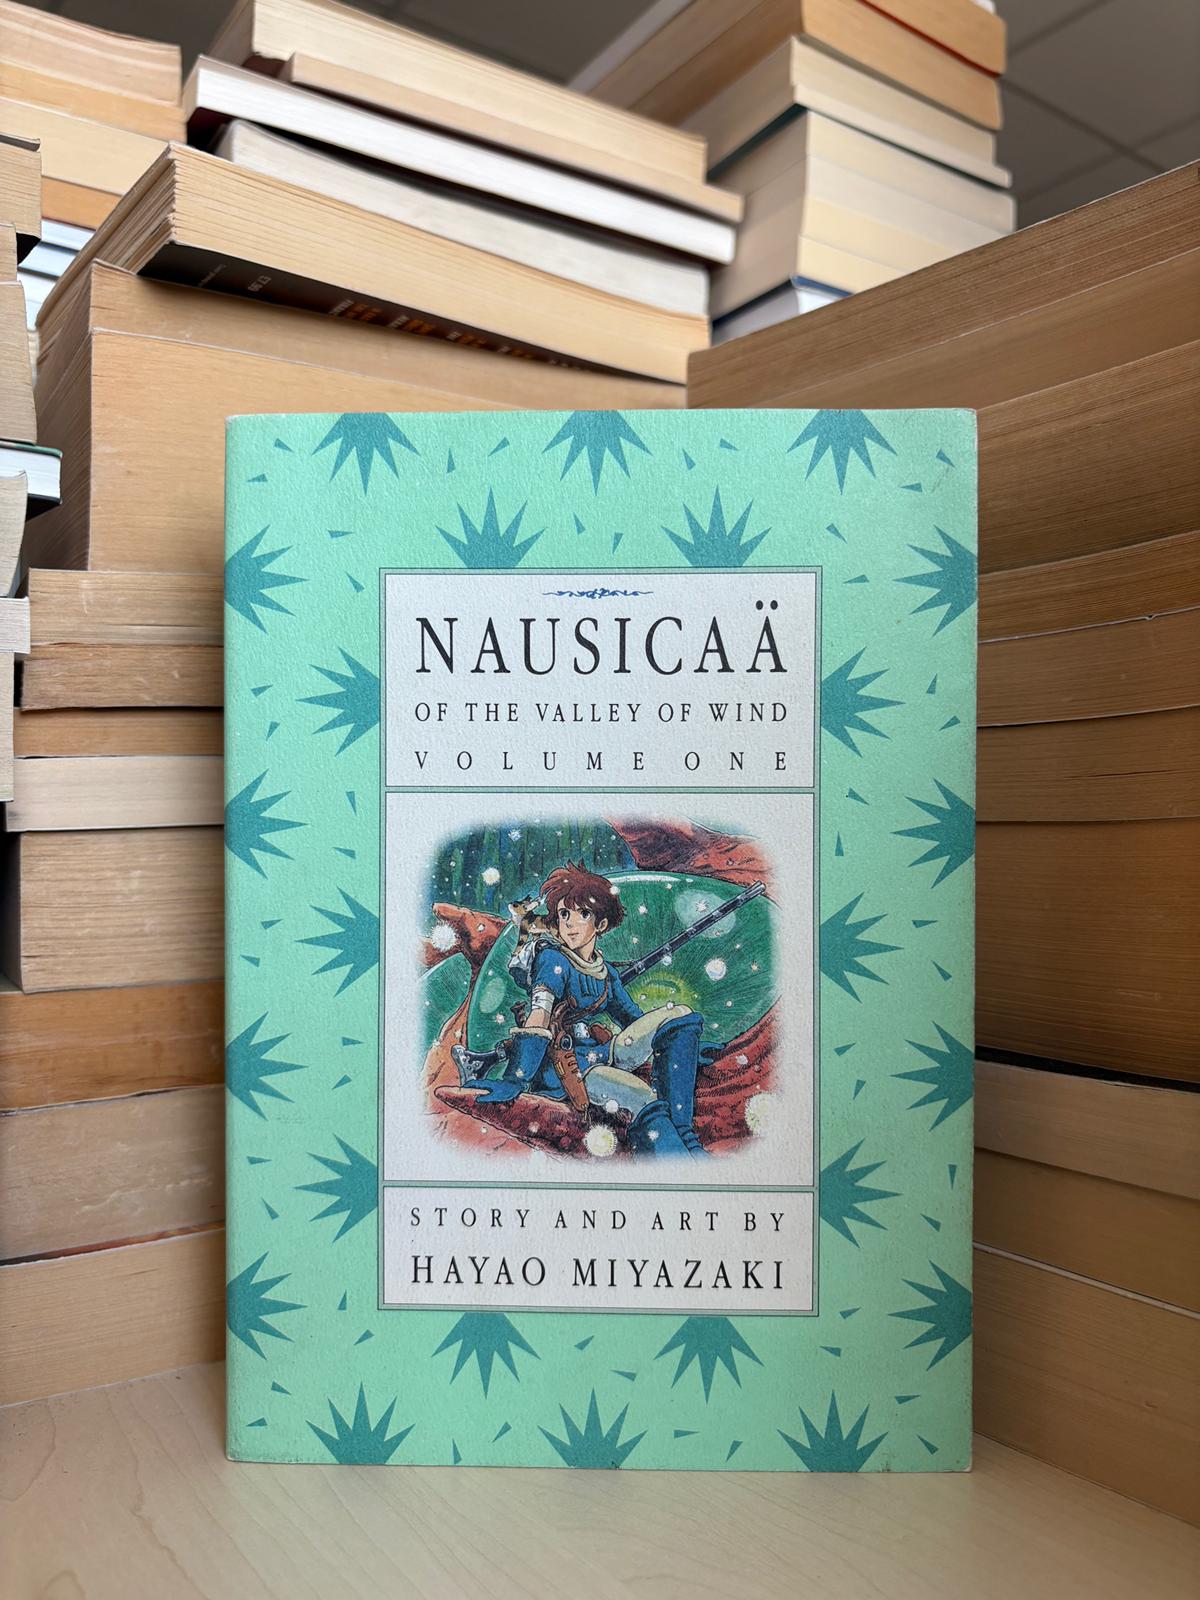 NAUSICAÄ
OF THE VALLEY OF WIND
VOLUME ONE
STORY AND ART BY
HAYAO MIYAZAKI